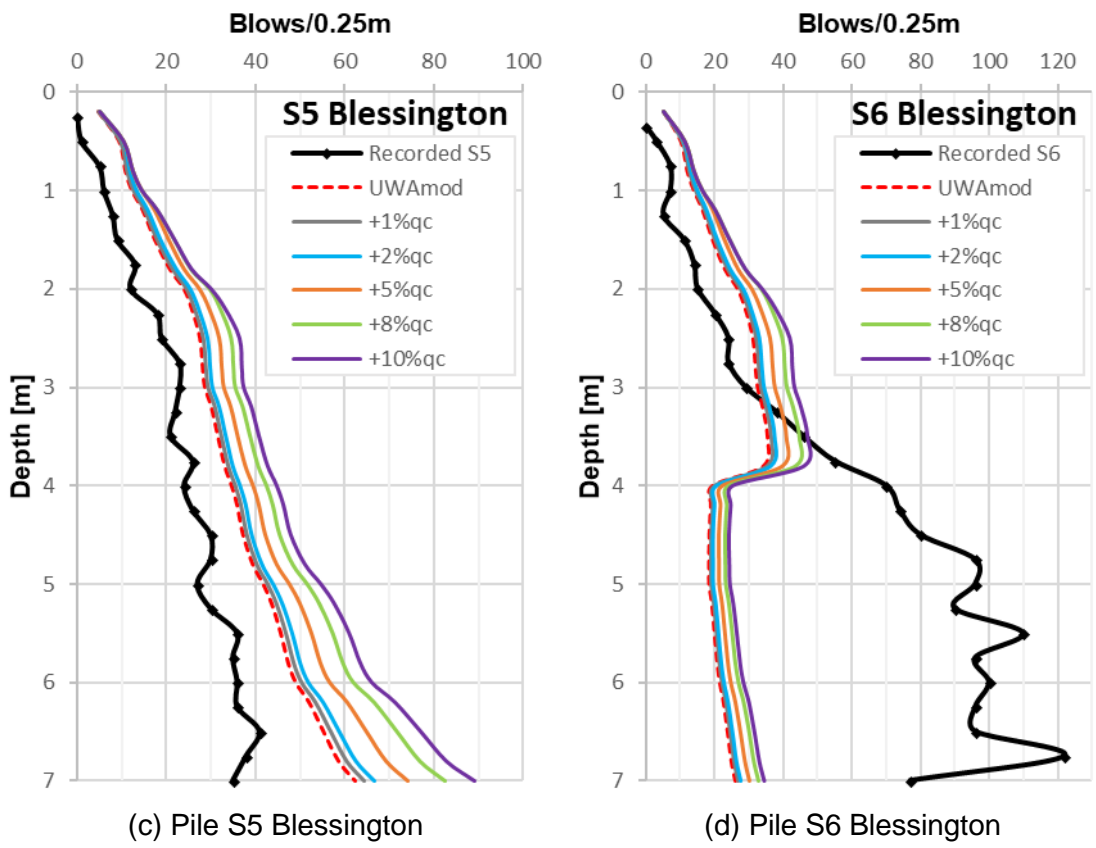 Blows/0.25m
0 20 40 60 80 100
0
1
2
3
4
5
6
7
Depth [m]
S5 Blessington
Recorded S5
UWAmod
+1%qc
+2%qc
+5%qc
+8%qc
+10%qc
(c) Pile S5 Blessington
Blows/0.25m
0 20 40 60 80 100 120
0
1
2
3
4
5
6
7
Depth [m]
S6 Blessington
Recorded S6
UWAmod
+1%qc
+2%qc
+5%qc
+8%qc
+10%qc
(d) Pile S6 Blessington